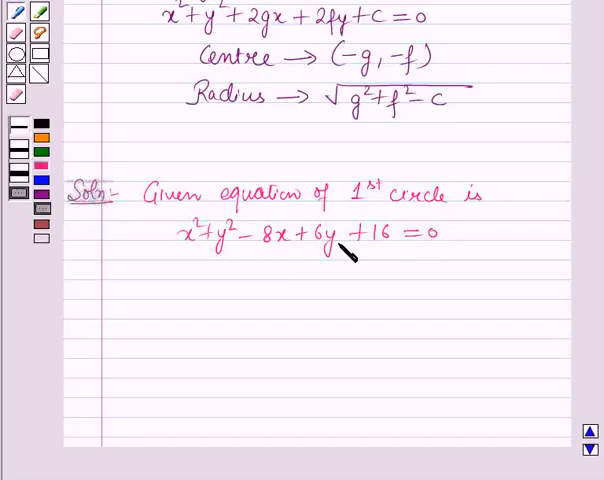 x²+y²+2gx+2fy+c=0
Centre → (-g,-f)
Radius → √g²+f²-c
Soln:- Given equation of 1st circle is
x²+y²-8x+6y+16=0